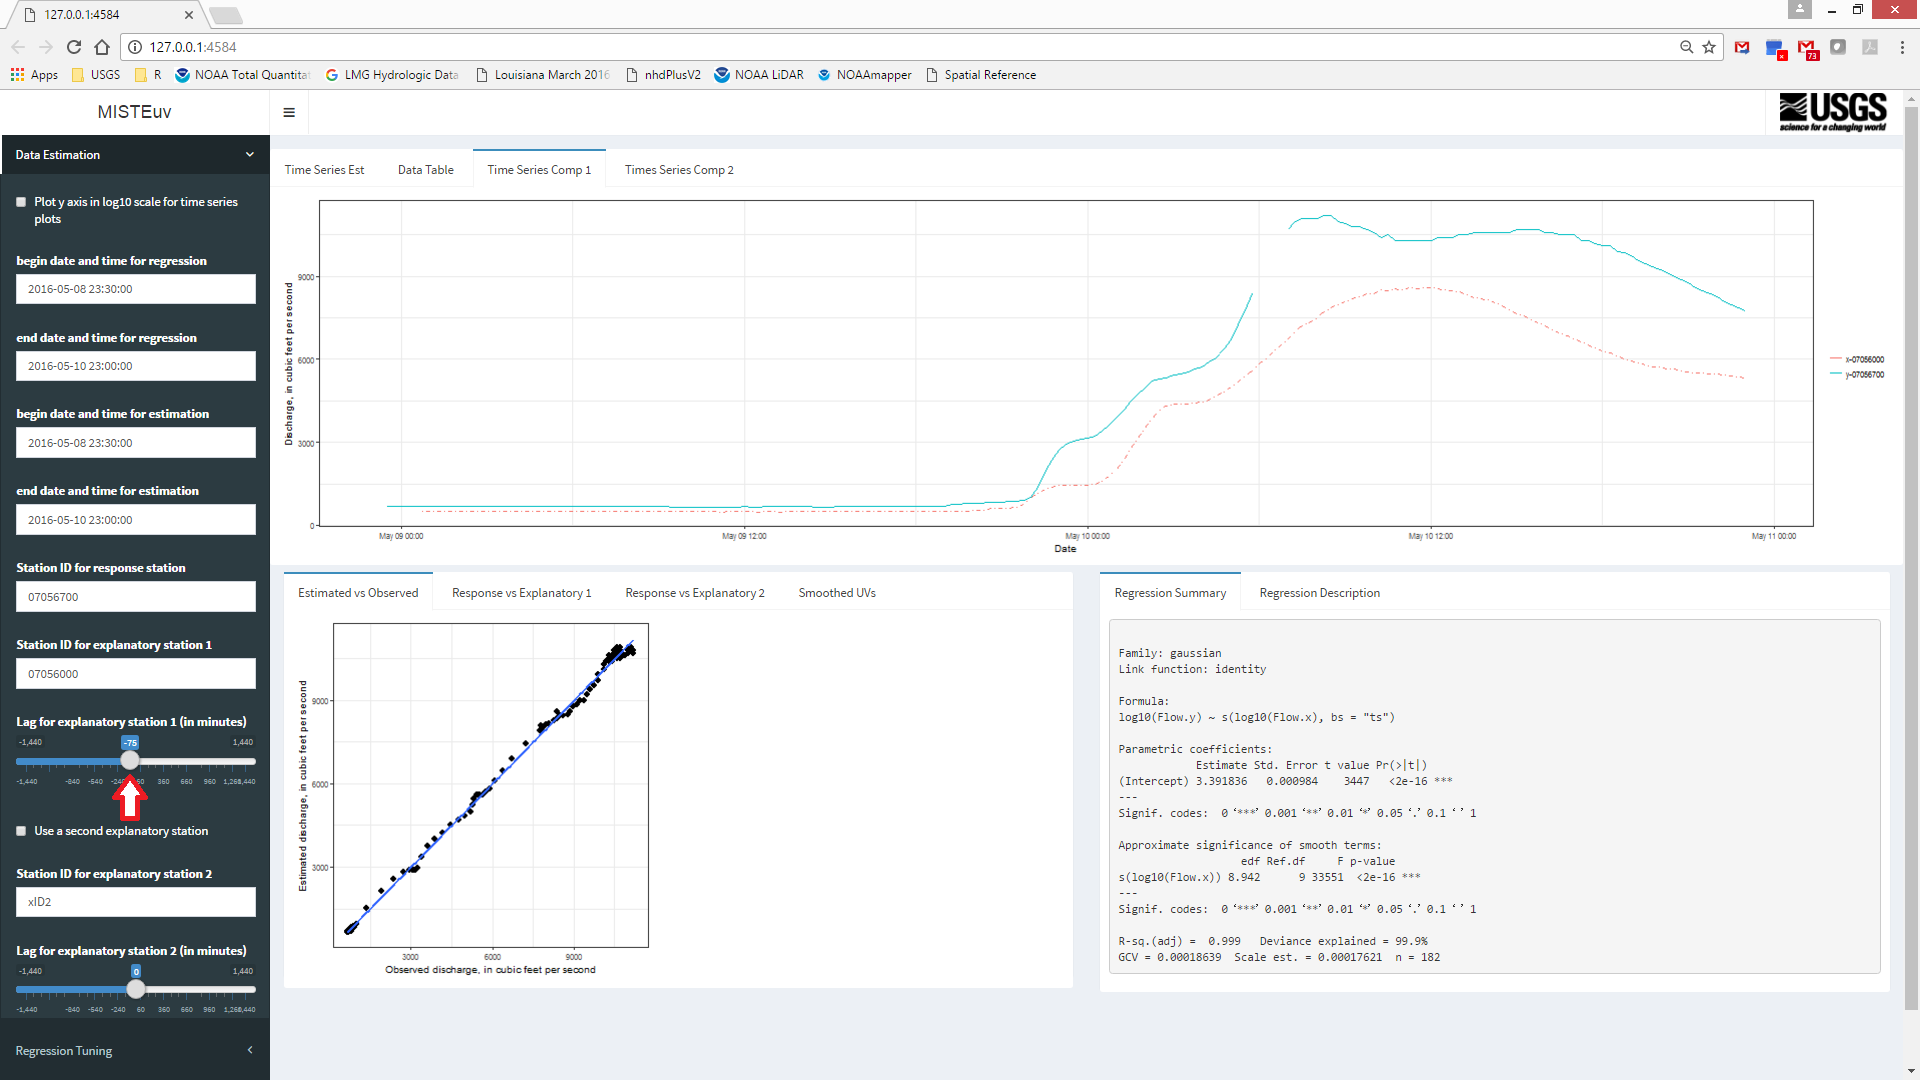 127.0.0.1:4584
127.0.0.1:4584
Apps USGS R NOAA Total Quantita LMG Hydrologic Data Louisiana March 2016 nhdPlusV2 NOAA LiDAR NOAAmapper Spatial Reference
73
MISTEuv
USGS
science for a changing world
Data Estimation
Plot y axis in log10 scale for time series
plots
begin date and time for regression
2016-05-08 23:30:00
end date and time for regression
2016-05-10 23:00:00
begin date and time for estimation
2016-05-08 23:30:00
end date and time for estimation
2016-05-10 23:00:00
Station ID for response station
07056700
Station ID for explanatory station 1
07056000
Lag for explanatory station 1 (in minutes)
-1,440 -75 1,440
-1,440 -840 -540 -240 60 360 660 960 1,260 1,440
Use a second explanatory station
Station ID for explanatory station 2
xID2
Lag for explanatory station 2 (in minutes)
-1,440 0 1,440
-1,440 -840 -540 -240 60 360 660 960 1,260 1,440
Regression Tuning
Time Series Est Data Table Time Series Comp 1 Times Series Comp 2
Discharge, in cubic feet per second
9000
6000
3000
0
May 09 00:00 May 09 12:00 May 10 00:00 May 10 12:00 May 11 00:00
Date
x=07056000
y=07056700
Estimated vs Observed Response vs Explanatory 1 Response vs Explanatory 2 Smoothed UVs
Estimated discharge, in cubic feet per second
9000
6000
3000
3000 6000 9000
Observed discharge, in cubic feet per second
Regression Summary Regression Description
Family: gaussian
Link function: identity
Formula:
log10(Flow.y) ~ s(log10(Flow.x), bs = "ts")
Parametric coefficients:
Estimate Std. Error t value Pr(>|t|)
(Intercept) 3.391836 0.000984 3447 <2e-16 ***
---
Signif. codes: 0 ‘***’ 0.001 ‘**’ 0.01 ‘*’ 0.05 ‘.’ 0.1 ‘ ’ 1
Approximate significance of smooth terms:
edf Ref.df F p-value
s(log10(Flow.x)) 8.942 9 33551 <2e-16 ***
---
Signif. codes: 0 ‘***’ 0.001 ‘**’ 0.01 ‘*’ 0.05 ‘.’ 0.1 ‘ ’ 1
R-sq.(adj) = 0.999 Deviance explained = 99.9%
GCV = 0.00018639 Scale est. = 0.00017621 n = 182